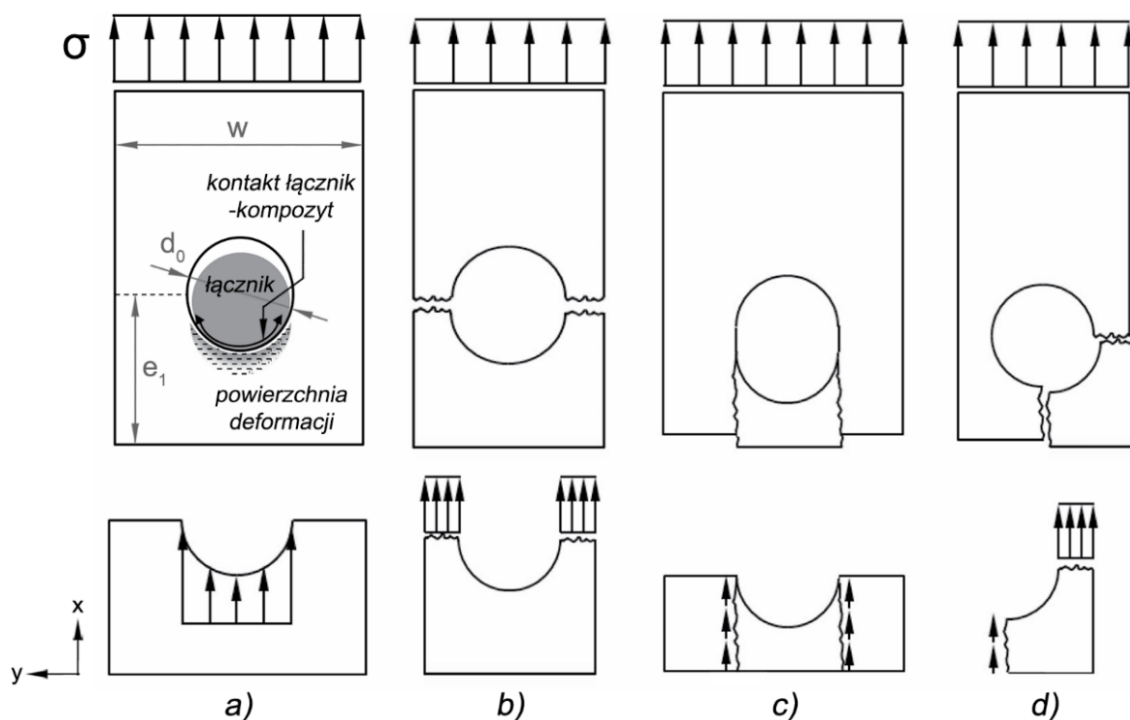 σ
w
kontakt łącznik
-kompozyt
d₀
łącznik
e₁
powierzchnia
deformacji
x
y
a)
b)
c)
d)